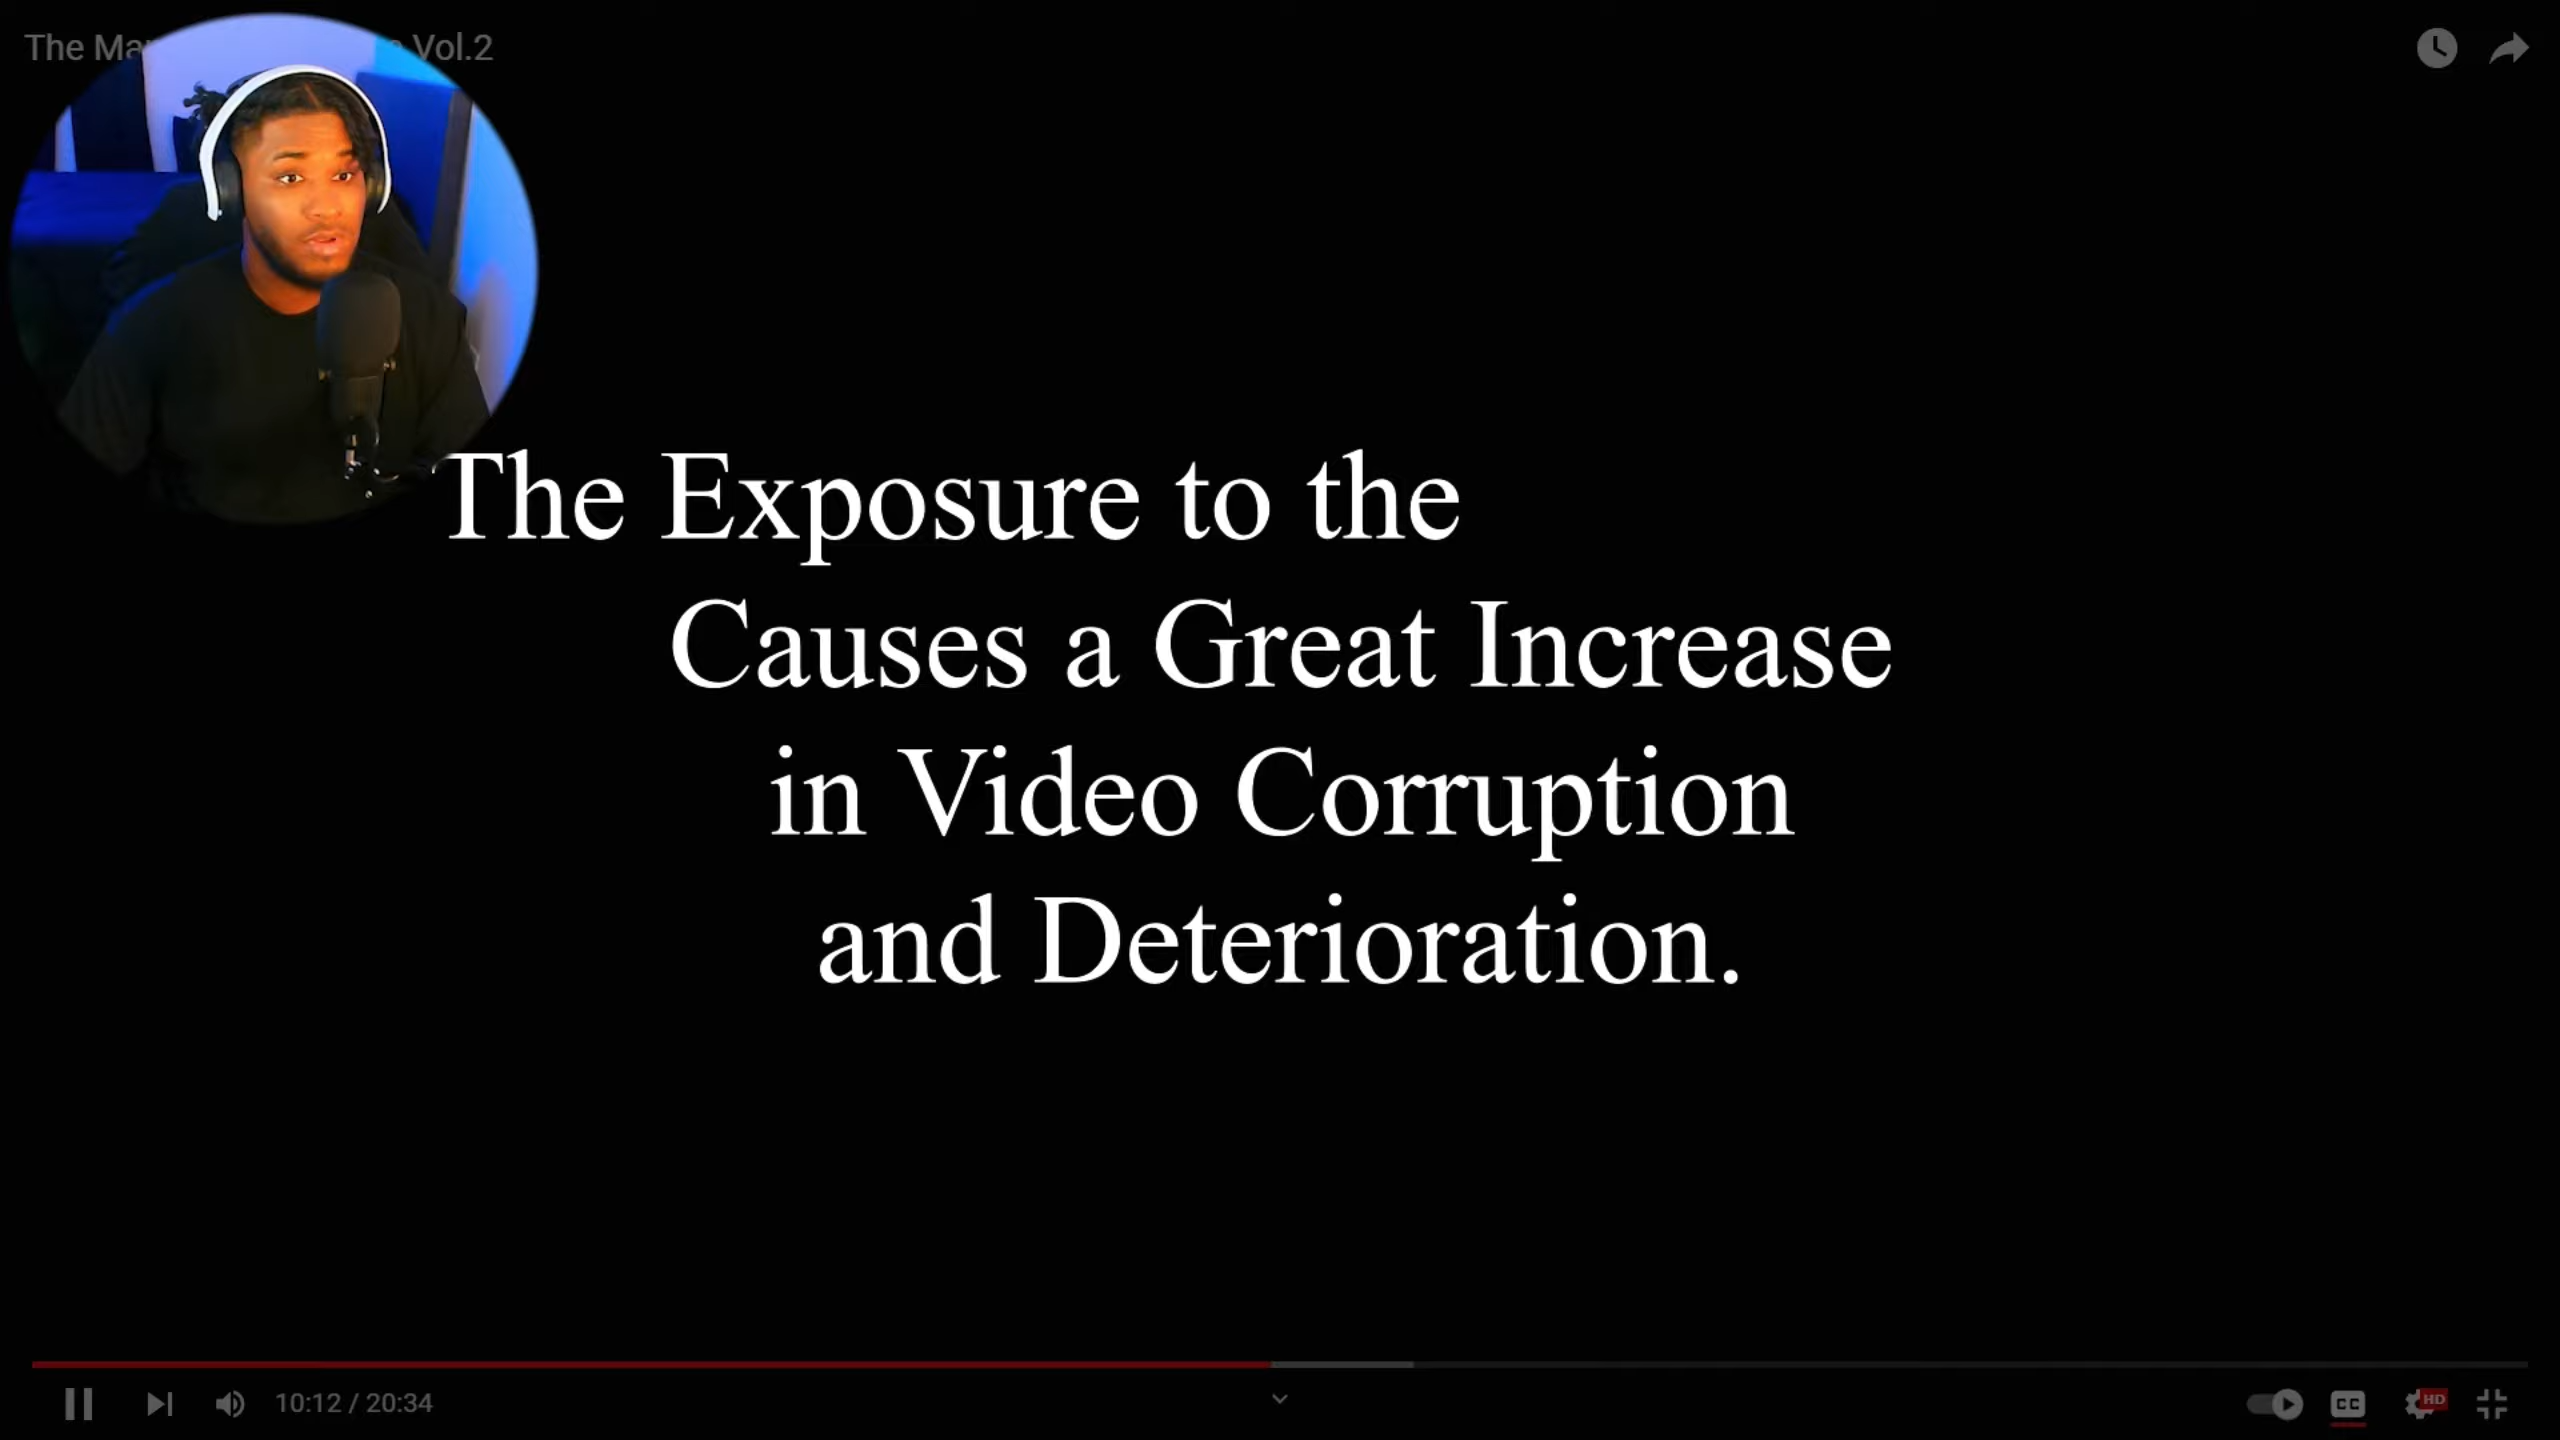 The Ma Vol.2
The Exposure to the
Causes a Great Increase
in Video Corruption
and Deterioration.
10:12 / 20:34
CC
HD